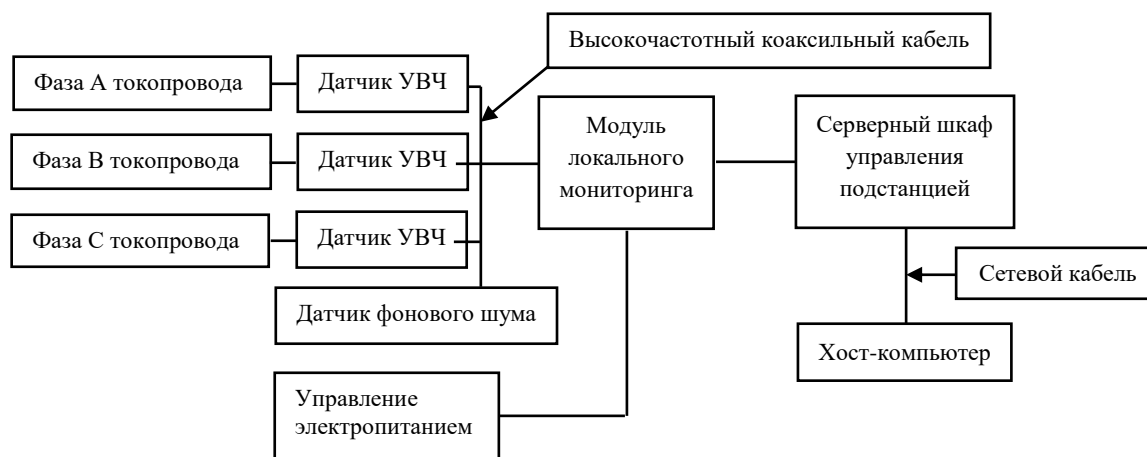 Высокочастотный коаксильный кабель
Фаза А токопровода
Датчик УВЧ
Фаза В токопровода
Датчик УВЧ
Модуль
локального
мониторинга
Серверный шкаф
управления
подстанцией
Фаза С токопровода
Датчик УВЧ
Сетевой кабель
Датчик фонового шума
Хост-компьютер
Управление
электропитанием